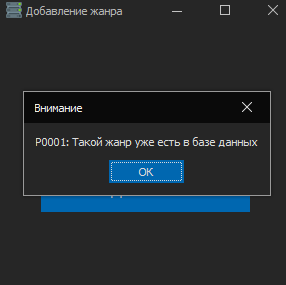 Добавление жанра
Внимание
P0001: Такой жанр уже есть в базе данных
OK